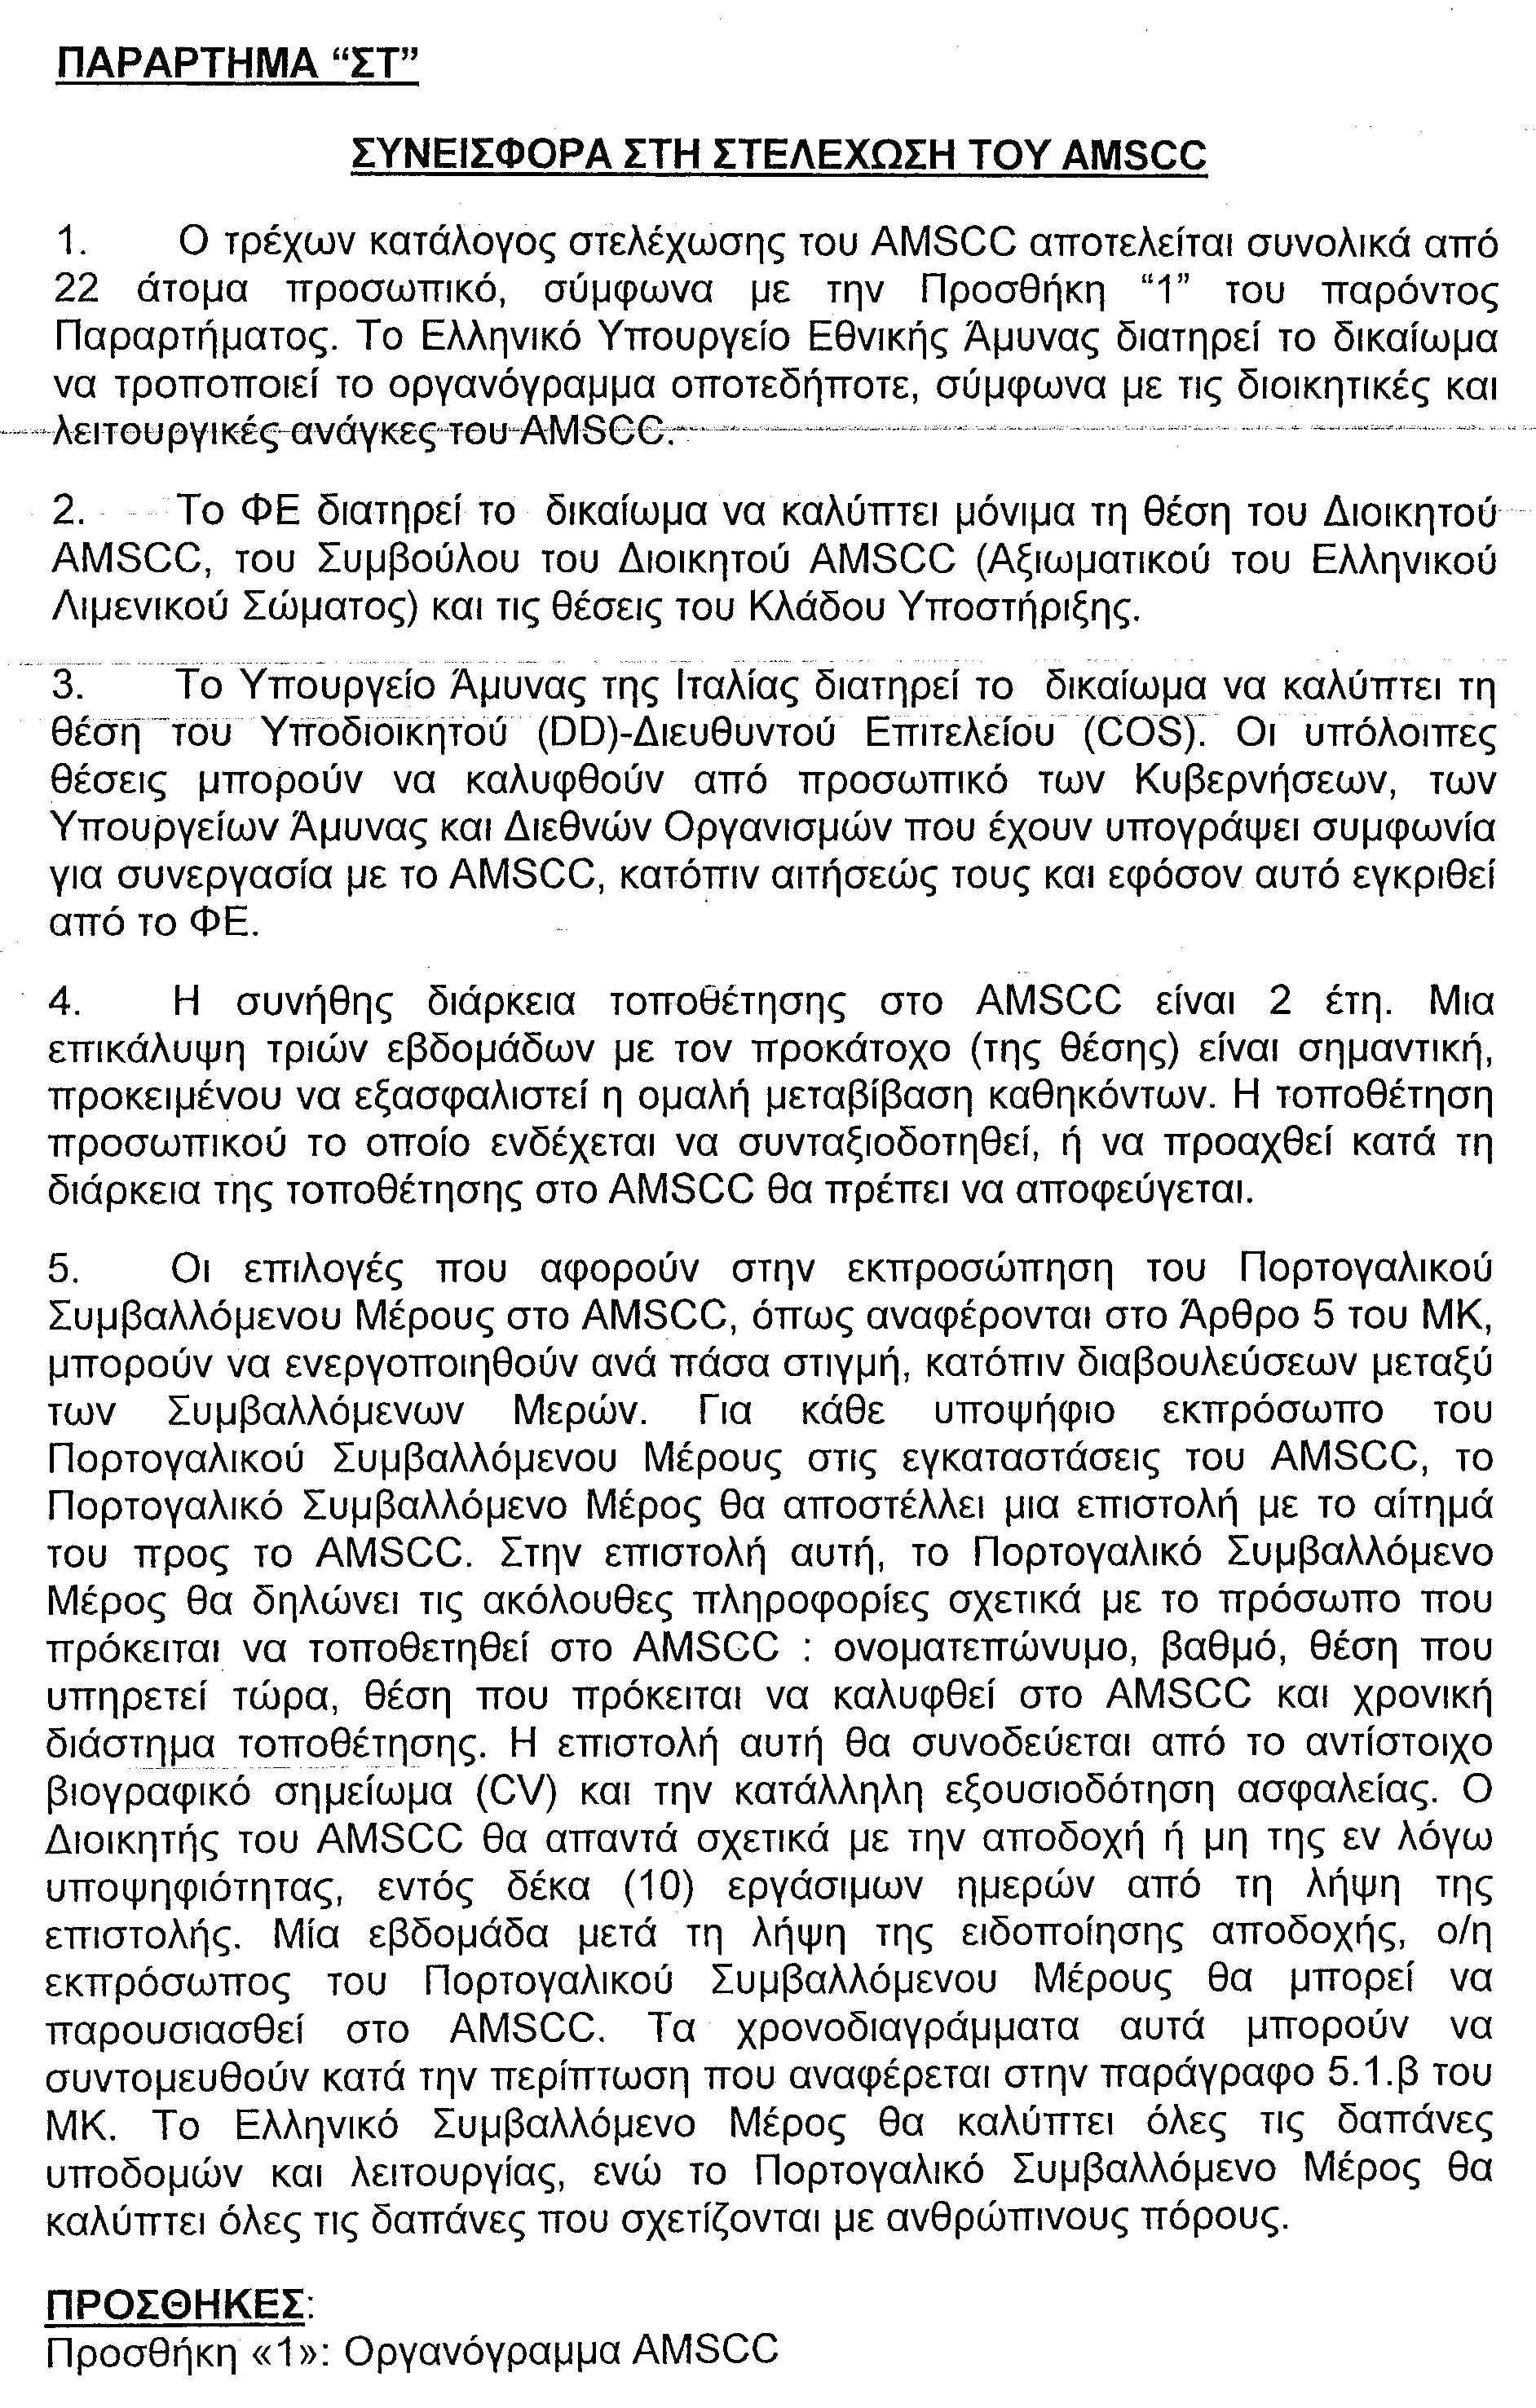 ΠΑΡΑΡΤΗΜΑ “ΣΤ”
ΣΥΝΕΙΣΦΟΡΑ ΣΤΗ ΣΤΕΛΕΧΩΣΗ ΤΟΥ AMSCC
1. Ο τρέχων κατάλογος στελέχωσης του AMSCC αποτελείται συνολικά από
22 άτομα προσωπικό, σύμφωνα με την Προσθήκη “1” του παρόντος
Παραρτήματος. Το Ελληνικό Υπουργείο Εθνικής Άμυνας διατηρεί το δικαίωμα
να τροποποιεί το οργανόγραμμα οποτεδήποτε, σύμφωνα με τις διοικητικές και
λειτουργικές ανάγκες του AMSCC.
2. Το ΦΕ διατηρεί το δικαίωμα να καλύπτει μόνιμα τη θέση του Διοικητού
AMSCC, του Συμβούλου του Διοικητού AMSCC (Αξιωματικού του Ελληνικού
Λιμενικού Σώματος) και τις θέσεις του Κλάδου Υποστήριξης.
3. Το Υπουργείο Άμυνας της Ιταλίας διατηρεί το δικαίωμα να καλύπτει τη
θέση του Υποδιοικητού (DD)-Διευθυντού Επιτελείου (COS). Οι υπόλοιπες
θέσεις μπορούν να καλυφθούν από προσωπικό των Κυβερνήσεων, των
Υπουργείων Άμυνας και Διεθνών Οργανισμών που έχουν υπογράψει συμφωνία
για συνεργασία με το AMSCC, κατόπιν αιτήσεώς τους και εφόσον αυτό εγκριθεί
από το ΦΕ.
4. Η συνήθης διάρκεια τοποθέτησης στο AMSCC είναι 2 έτη. Μια
επικάλυψη τριών εβδομάδων με τον προκάτοχο (της θέσης) είναι σημαντική,
προκειμένου να εξασφαλιστεί η ομαλή μεταβίβαση καθηκόντων. Η τοποθέτηση
προσωπικού το οποίο ενδέχεται να συνταξιοδοτηθεί, ή να προαχθεί κατά τη
διάρκεια της τοποθέτησης στο AMSCC θα πρέπει να αποφεύγεται.
5. Οι επιλογές που αφορούν στην εκπροσώπηση του Πορτογαλικού
Συμβαλλόμενου Μέρους στο AMSCC, όπως αναφέρονται στο Άρθρο 5 του ΜΚ,
μπορούν να ενεργοποιηθούν ανά πάσα στιγμή, κατόπιν διαβουλεύσεων μεταξύ
των Συμβαλλόμενων Μερών. Για κάθε υποψήφιο εκπρόσωπο του
Πορτογαλικού Συμβαλλόμενου Μέρους στις εγκαταστάσεις του AMSCC, το
Πορτογαλικό Συμβαλλόμενο Μέρος θα αποστέλλει μια επιστολή με το αίτημά
του προς το AMSCC. Στην επιστολή αυτή, το Πορτογαλικό Συμβαλλόμενο
Μέρος θα δηλώνει τις ακόλουθες πληροφορίες σχετικά με το πρόσωπο που
πρόκειται να τοποθετηθεί στο AMSCC : ονοματεπώνυμο, βαθμό, θέση που
υπηρετεί τώρα, θέση που πρόκειται να καλυφθεί στο AMSCC και χρονική
διάστημα τοποθέτησης. Η επιστολή αυτή θα συνοδεύεται από το αντίστοιχο
βιογραφικό σημείωμα (CV) και την κατάλληλη εξουσιοδότηση ασφαλείας. Ο
Διοικητής του AMSCC θα απαντά σχετικά με την αποδοχή ή μη της εν λόγω
υποψηφιότητας, εντός δέκα (10) εργάσιμων ημερών από τη λήψη της
επιστολής. Μία εβδομάδα μετά τη λήψη της ειδοποίησης αποδοχής, ο/η
εκπρόσωπος του Πορτογαλικού Συμβαλλόμενου Μέρους θα μπορεί να
παρουσιασθεί στο AMSCC. Τα χρονοδιαγράμματα αυτά μπορούν να
συντομευθούν κατά την περίπτωση που αναφέρεται στην παράγραφο 5.1.β του
ΜΚ. Το Ελληνικό Συμβαλλόμενο Μέρος θα καλύπτει όλες τις δαπάνες
υποδομών και λειτουργίας, ενώ το Πορτογαλικό Συμβαλλόμενο Μέρος θα
καλύπτει όλες τις δαπάνες που σχετίζονται με ανθρώπινους πόρους.
ΠΡΟΣΘΗΚΕΣ:
Προσθήκη «1»: Οργανόγραμμα AMSCC